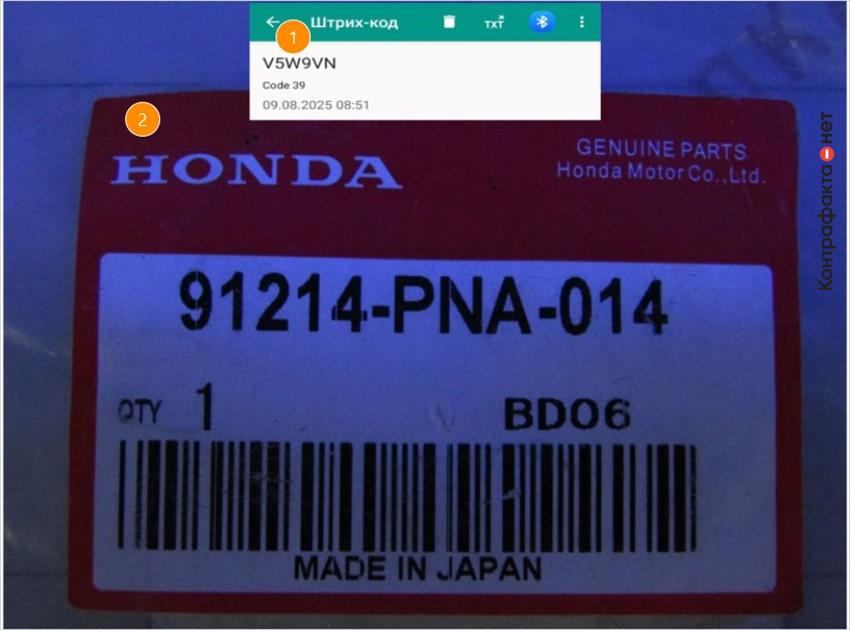 Штрих-код
TXT
1
V5W9VN
Code 39
09.08.2025 08:51
2
HONDA
GENUINE PARTS
Honda Motor Co.,Ltd.
91214-PNA-014
QTY 1 BD06
MADE IN JAPAN
Контрафакта нет